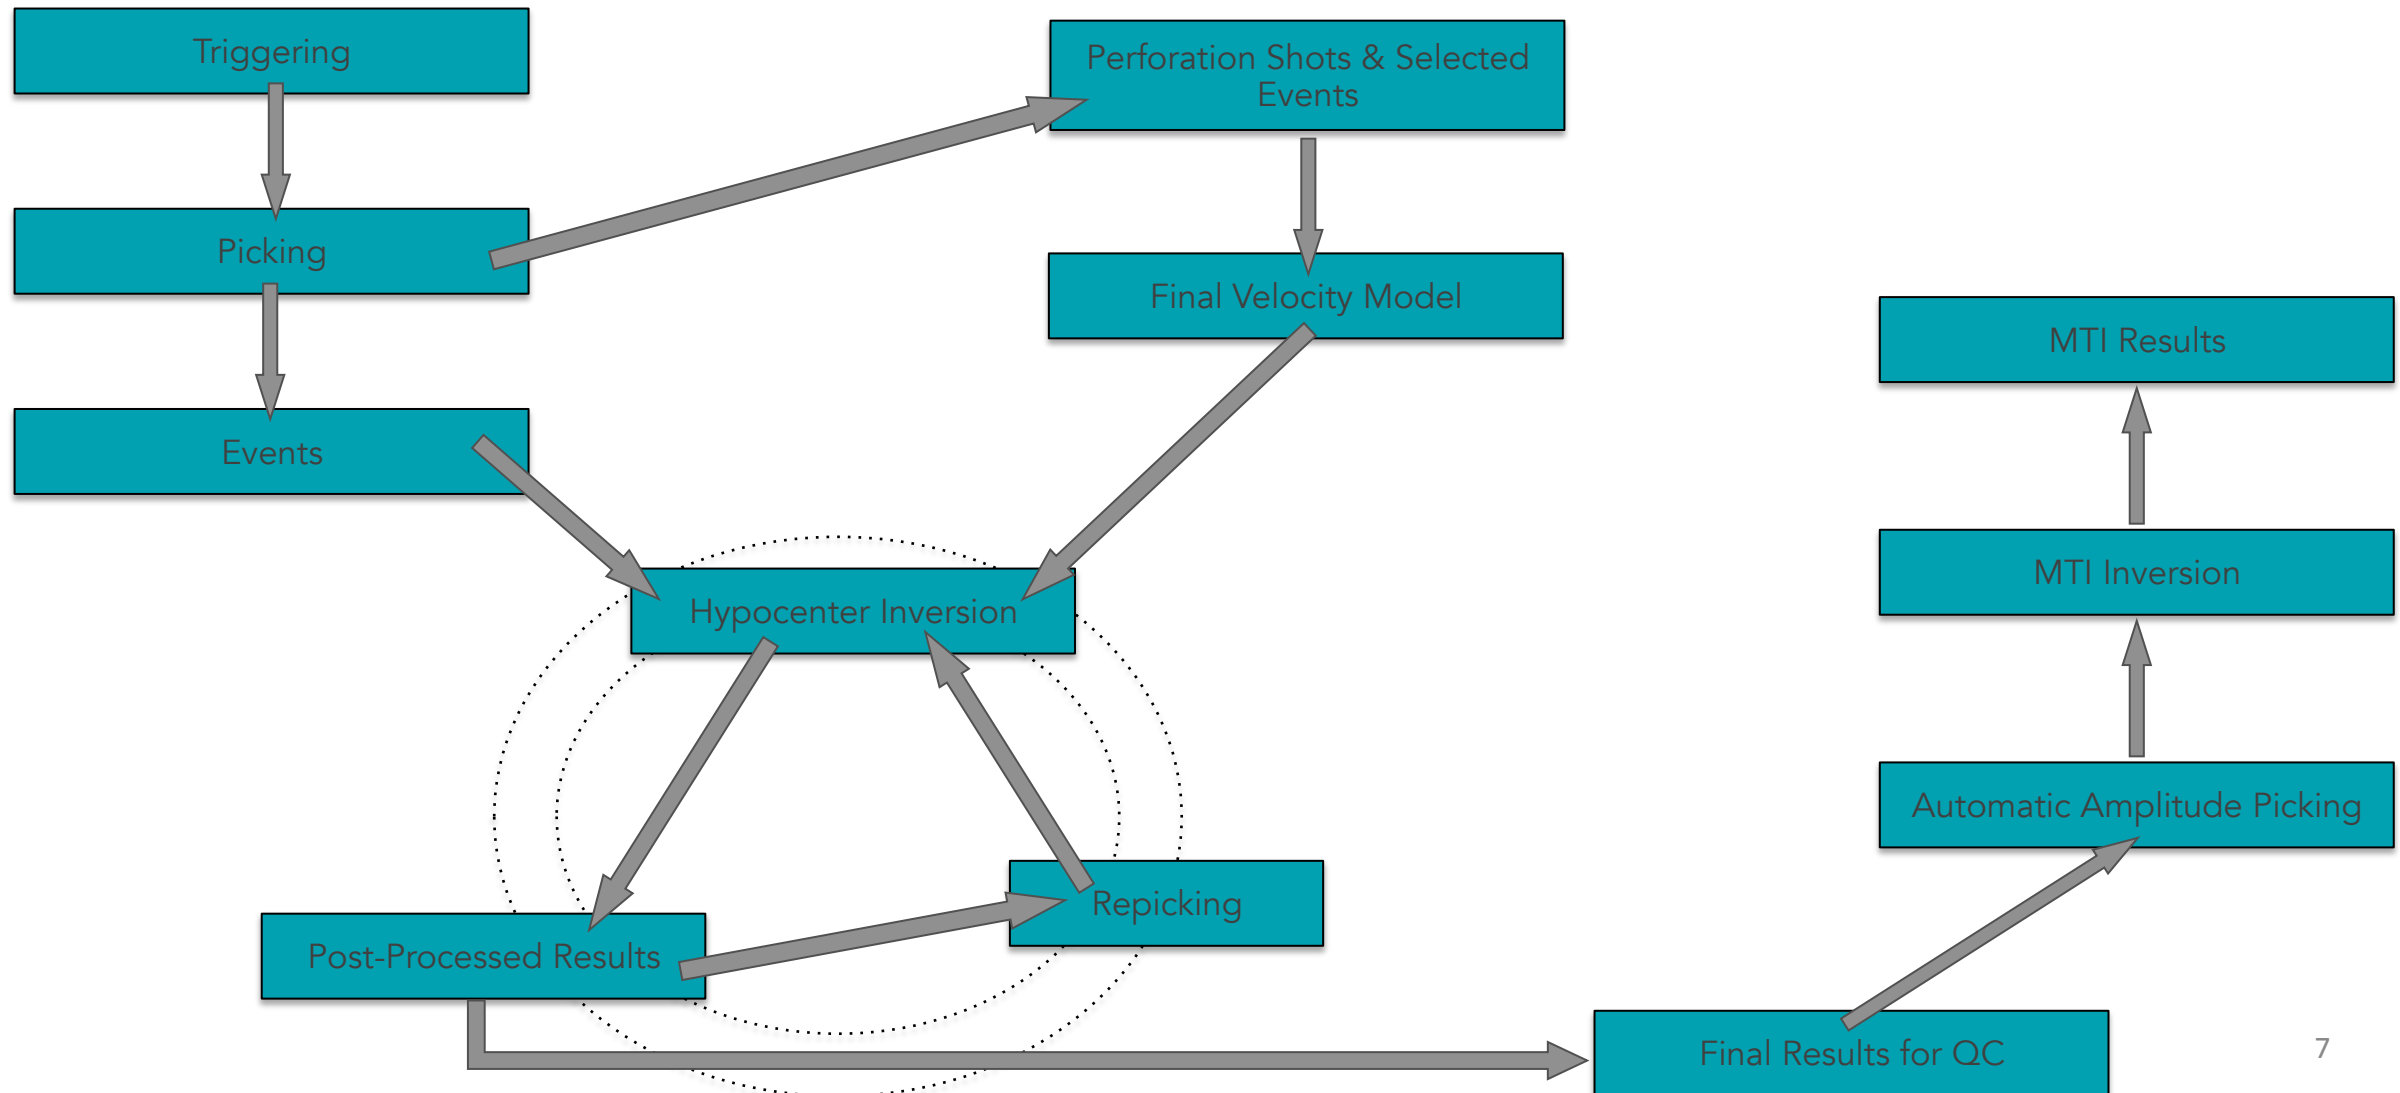 Triggering
Perforation Shots & Selected
Events
Picking
Final Velocity Model
MTI Results
Events
MTI Inversion
Hypocenter Inversion
Automatic Amplitude Picking
Repicking
Post-Processed Results
Final Results for QC
7